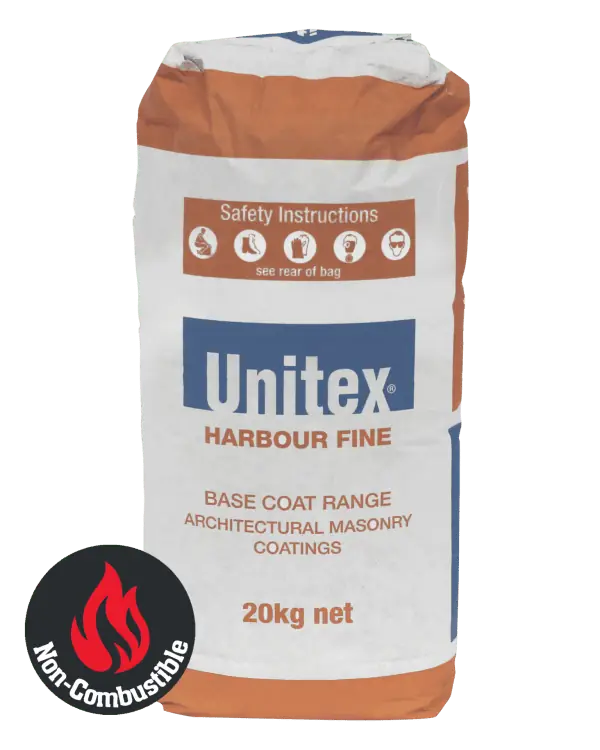 Safety Instructions
see rear of bag
Unitex®
HARBOUR FINE
BASE COAT RANGE
ARCHITECTURAL MASONRY
COATINGS
20kg net
Non-Combustible